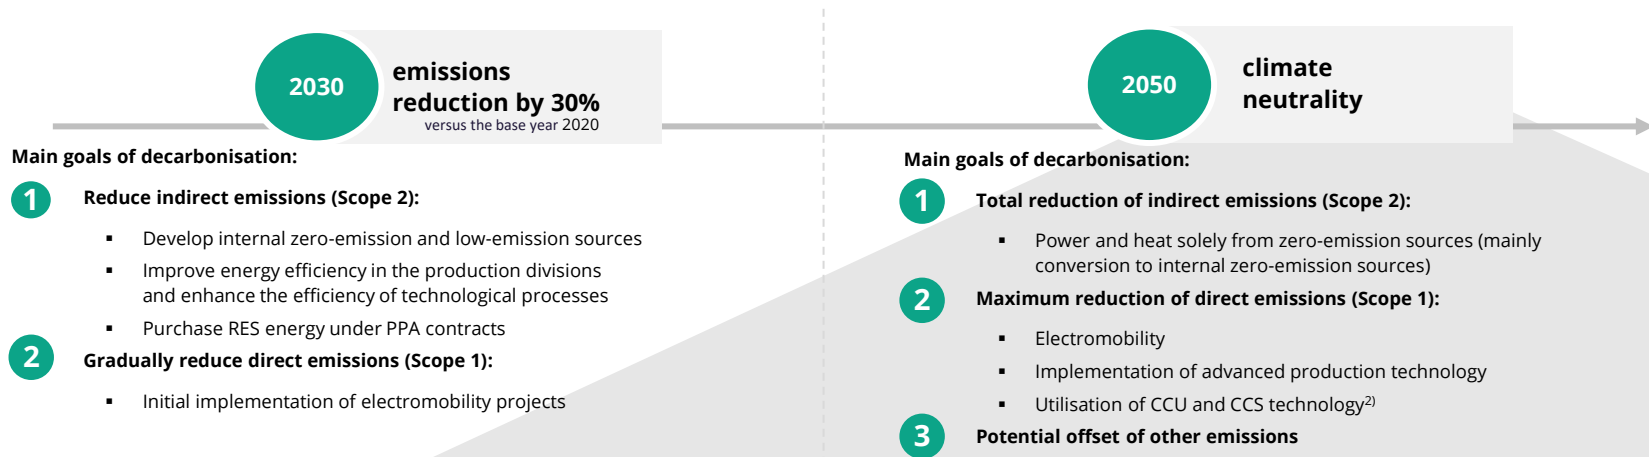 2030
emissions
reduction by 30%
versus the base year 2020
Main goals of decarbonisation:
1
Reduce indirect emissions (Scope 2):
▪ Develop internal zero-emission and low-emission sources
▪ Improve energy efficiency in the production divisions
and enhance the efficiency of technological processes
▪ Purchase RES energy under PPA contracts
2
Gradually reduce direct emissions (Scope 1):
▪ Initial implementation of electromobility projects
2050
climate
neutrality
Main goals of decarbonisation:
1
Total reduction of indirect emissions (Scope 2):
▪ Power and heat solely from zero-emission sources (mainly
conversion to internal zero-emission sources)
2
Maximum reduction of direct emissions (Scope 1):
▪ Electromobility
▪ Implementation of advanced production technology
▪ Utilisation of CCU and CCS technology2)
3
Potential offset of other emissions